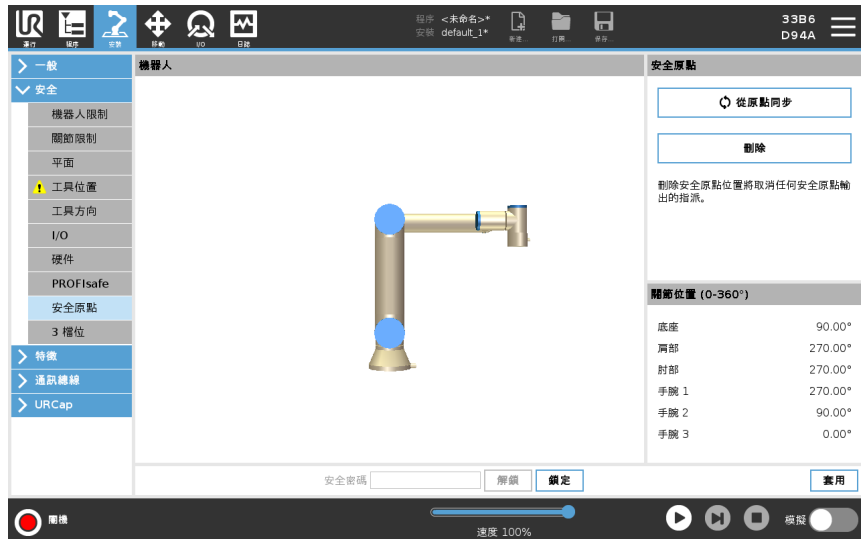 UR
程序 <未命名>*
安裝 default_1*
33B6
D94A
運行
程序
安裝
移動
I/O
日誌
新建...
打開...
保存...
一般
安全
機器人限制
關節限制
平面
工具位置
工具方向
I/O
硬件
PROFIsafe
安全原點
3 檔位
特徵
通訊總線
URCap
機器人
安全密碼
解鎖
鎖定
安全原點
從原點同步
刪除
刪除安全原點位置將取消任何安全原點輸
出的指派。
關節位置 (0-360°)
底座 90.00°
肩部 270.00°
肘部 270.00°
手腕 1 270.00°
手腕 2 90.00°
手腕 3 0.00°
套用
關機
速度 100%
模擬